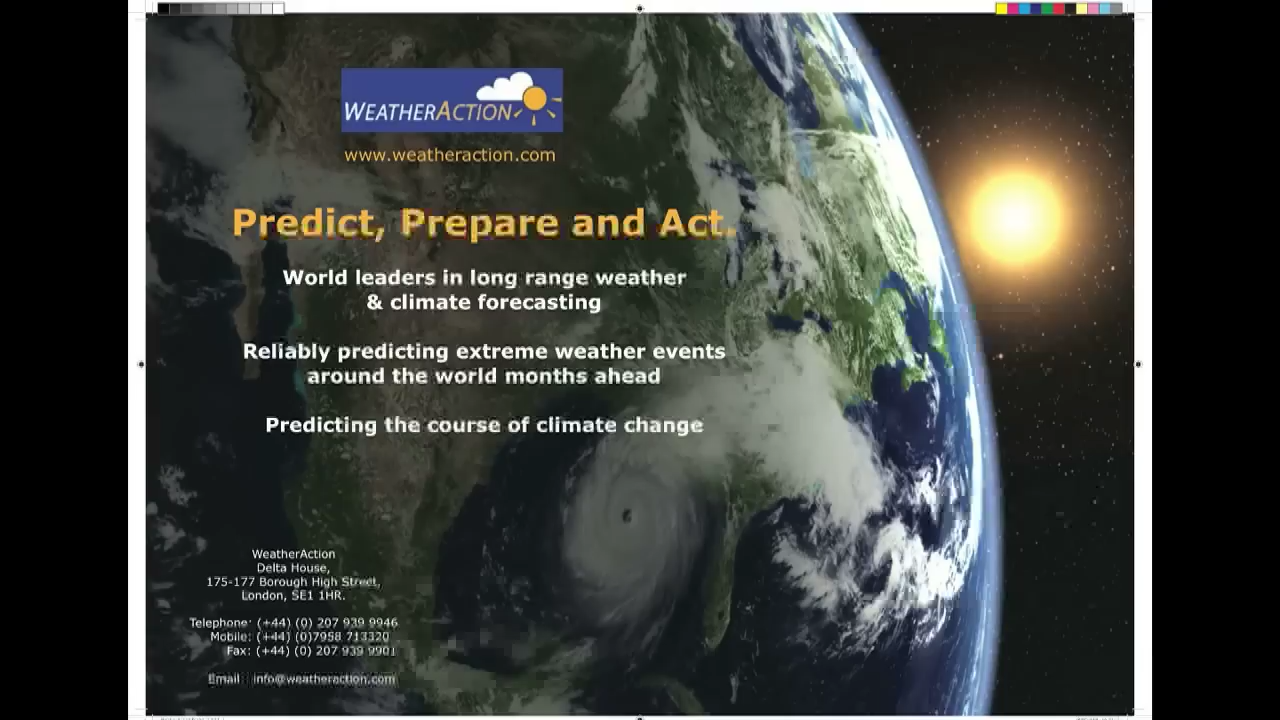 WEATHERACTION
www.weatheraction.com
Predict, Prepare and Act.
World leaders in long range weather
& climate forecasting
Reliably predicting extreme weather events
around the world months ahead
Predicting the course of climate change
WeatherAction
Delta House,
175-177 Borough High Street,
London, SE1 1HR.
Telephone: (+44) (0) 207 939 9946
Mobile: (+44) (0)7958 713320
Fax: (+44) (0) 207 939 9901
Email info@weatheraction.com